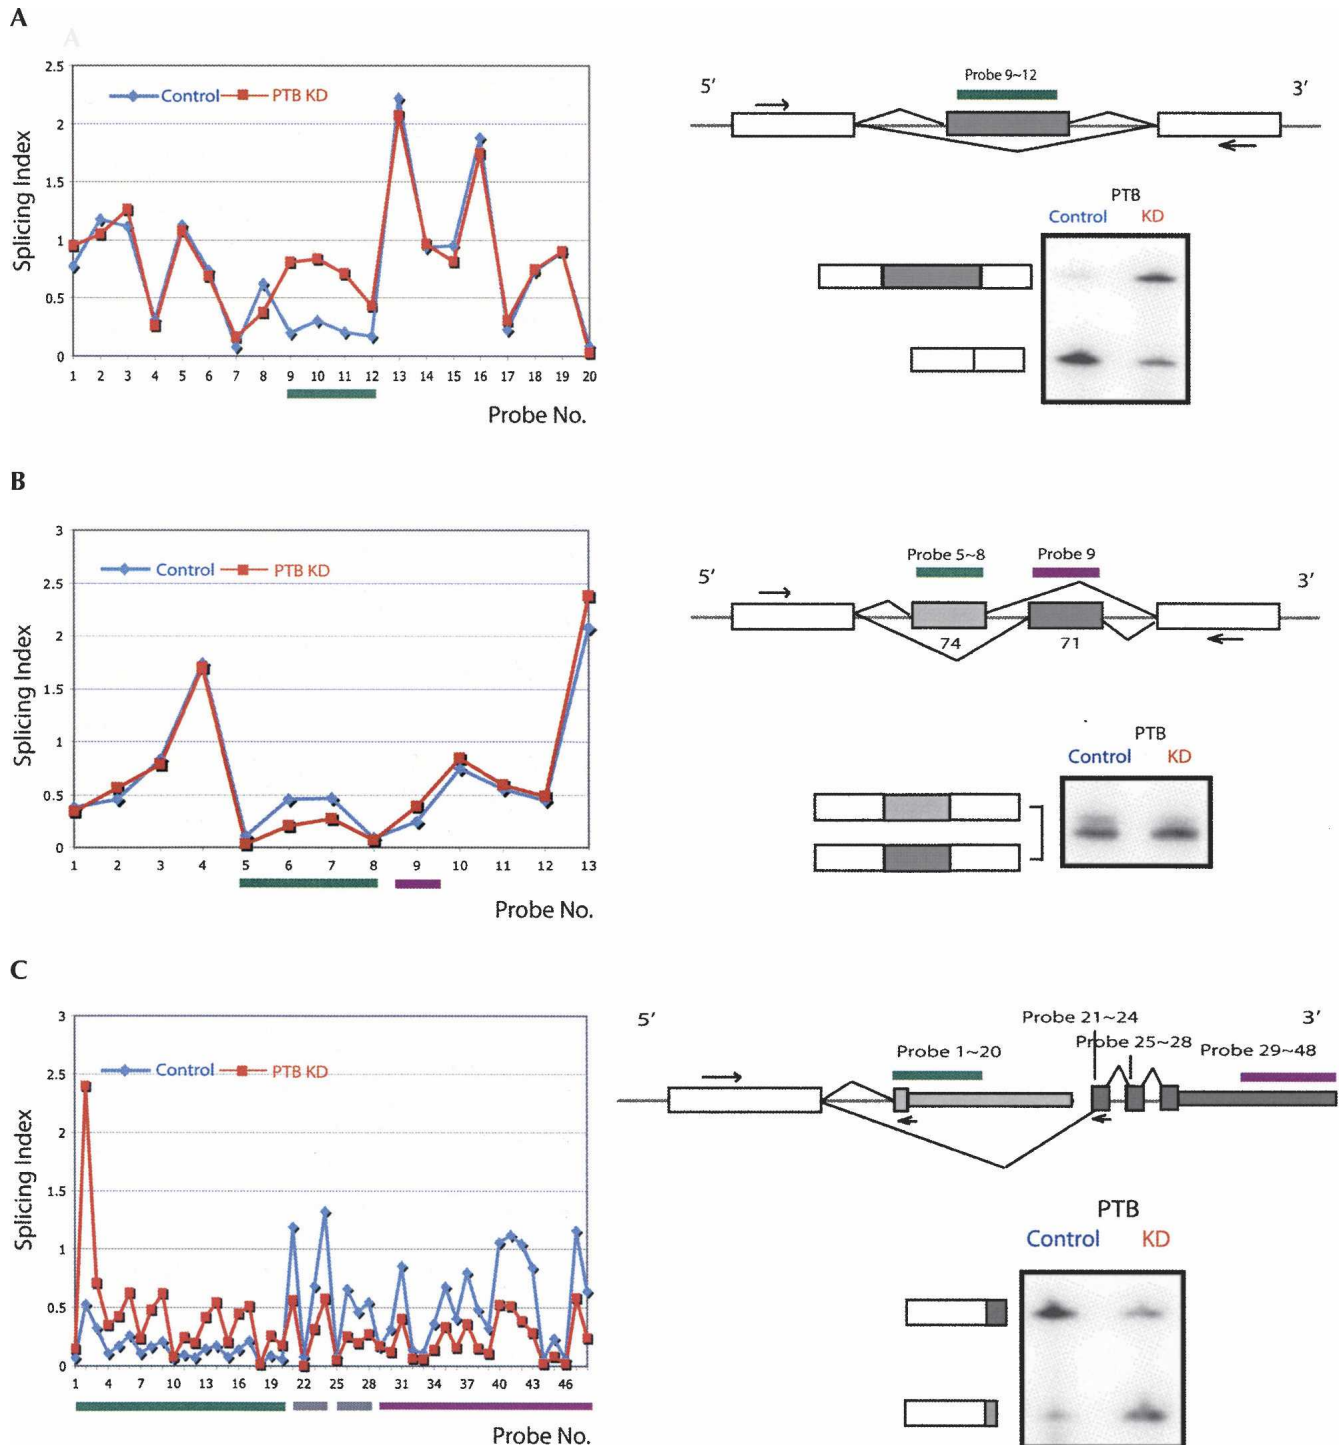 A
A
2.5
2
1.5
1
0.5
0
Control
PTB KD
Splicing Index
1 2 3 4 5 6 7 8 9 10 11 12 13 14 15 16 17 18 19 20
Probe No.
Probe 9~12
5′
3′
PTB
Control KD
B
3
2.5
2
1.5
1
0.5
0
Control
PTB KD
Splicing Index
1 2 3 4 5 6 7 8 9 10 11 12 13
Probe No.
Probe 5~8 Probe 9
5′
3′
74 71
PTB
Control KD
C
3
2.5
2
1.5
1
0.5
0
Control
PTB KD
Splicing Index
1 4 7 10 13 16 19 22 25 28 31 34 37 40 43 46
Probe No.
5′
3′
Probe 21~24
Probe 25~28
Probe 1~20
Probe 29~48
PTB
Control KD